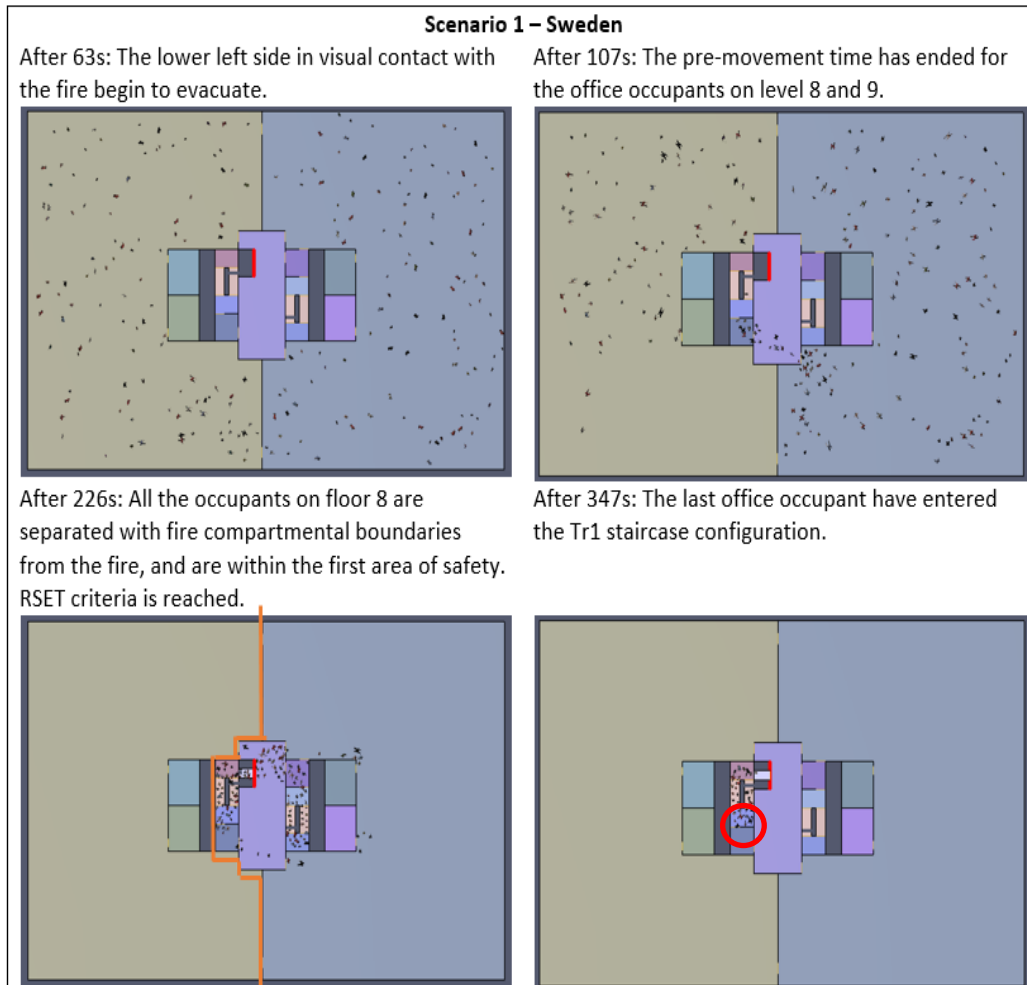 Scenario 1 – Sweden
After 63s: The lower left side in visual contact with
the fire begin to evacuate.
After 107s: The pre-movement time has ended for
the office occupants on level 8 and 9.
After 226s: All the occupants on floor 8 are
separated with fire compartmental boundaries
from the fire, and are within the first area of safety.
RSET criteria is reached.
After 347s: The last office occupant have entered
the Tr1 staircase configuration.